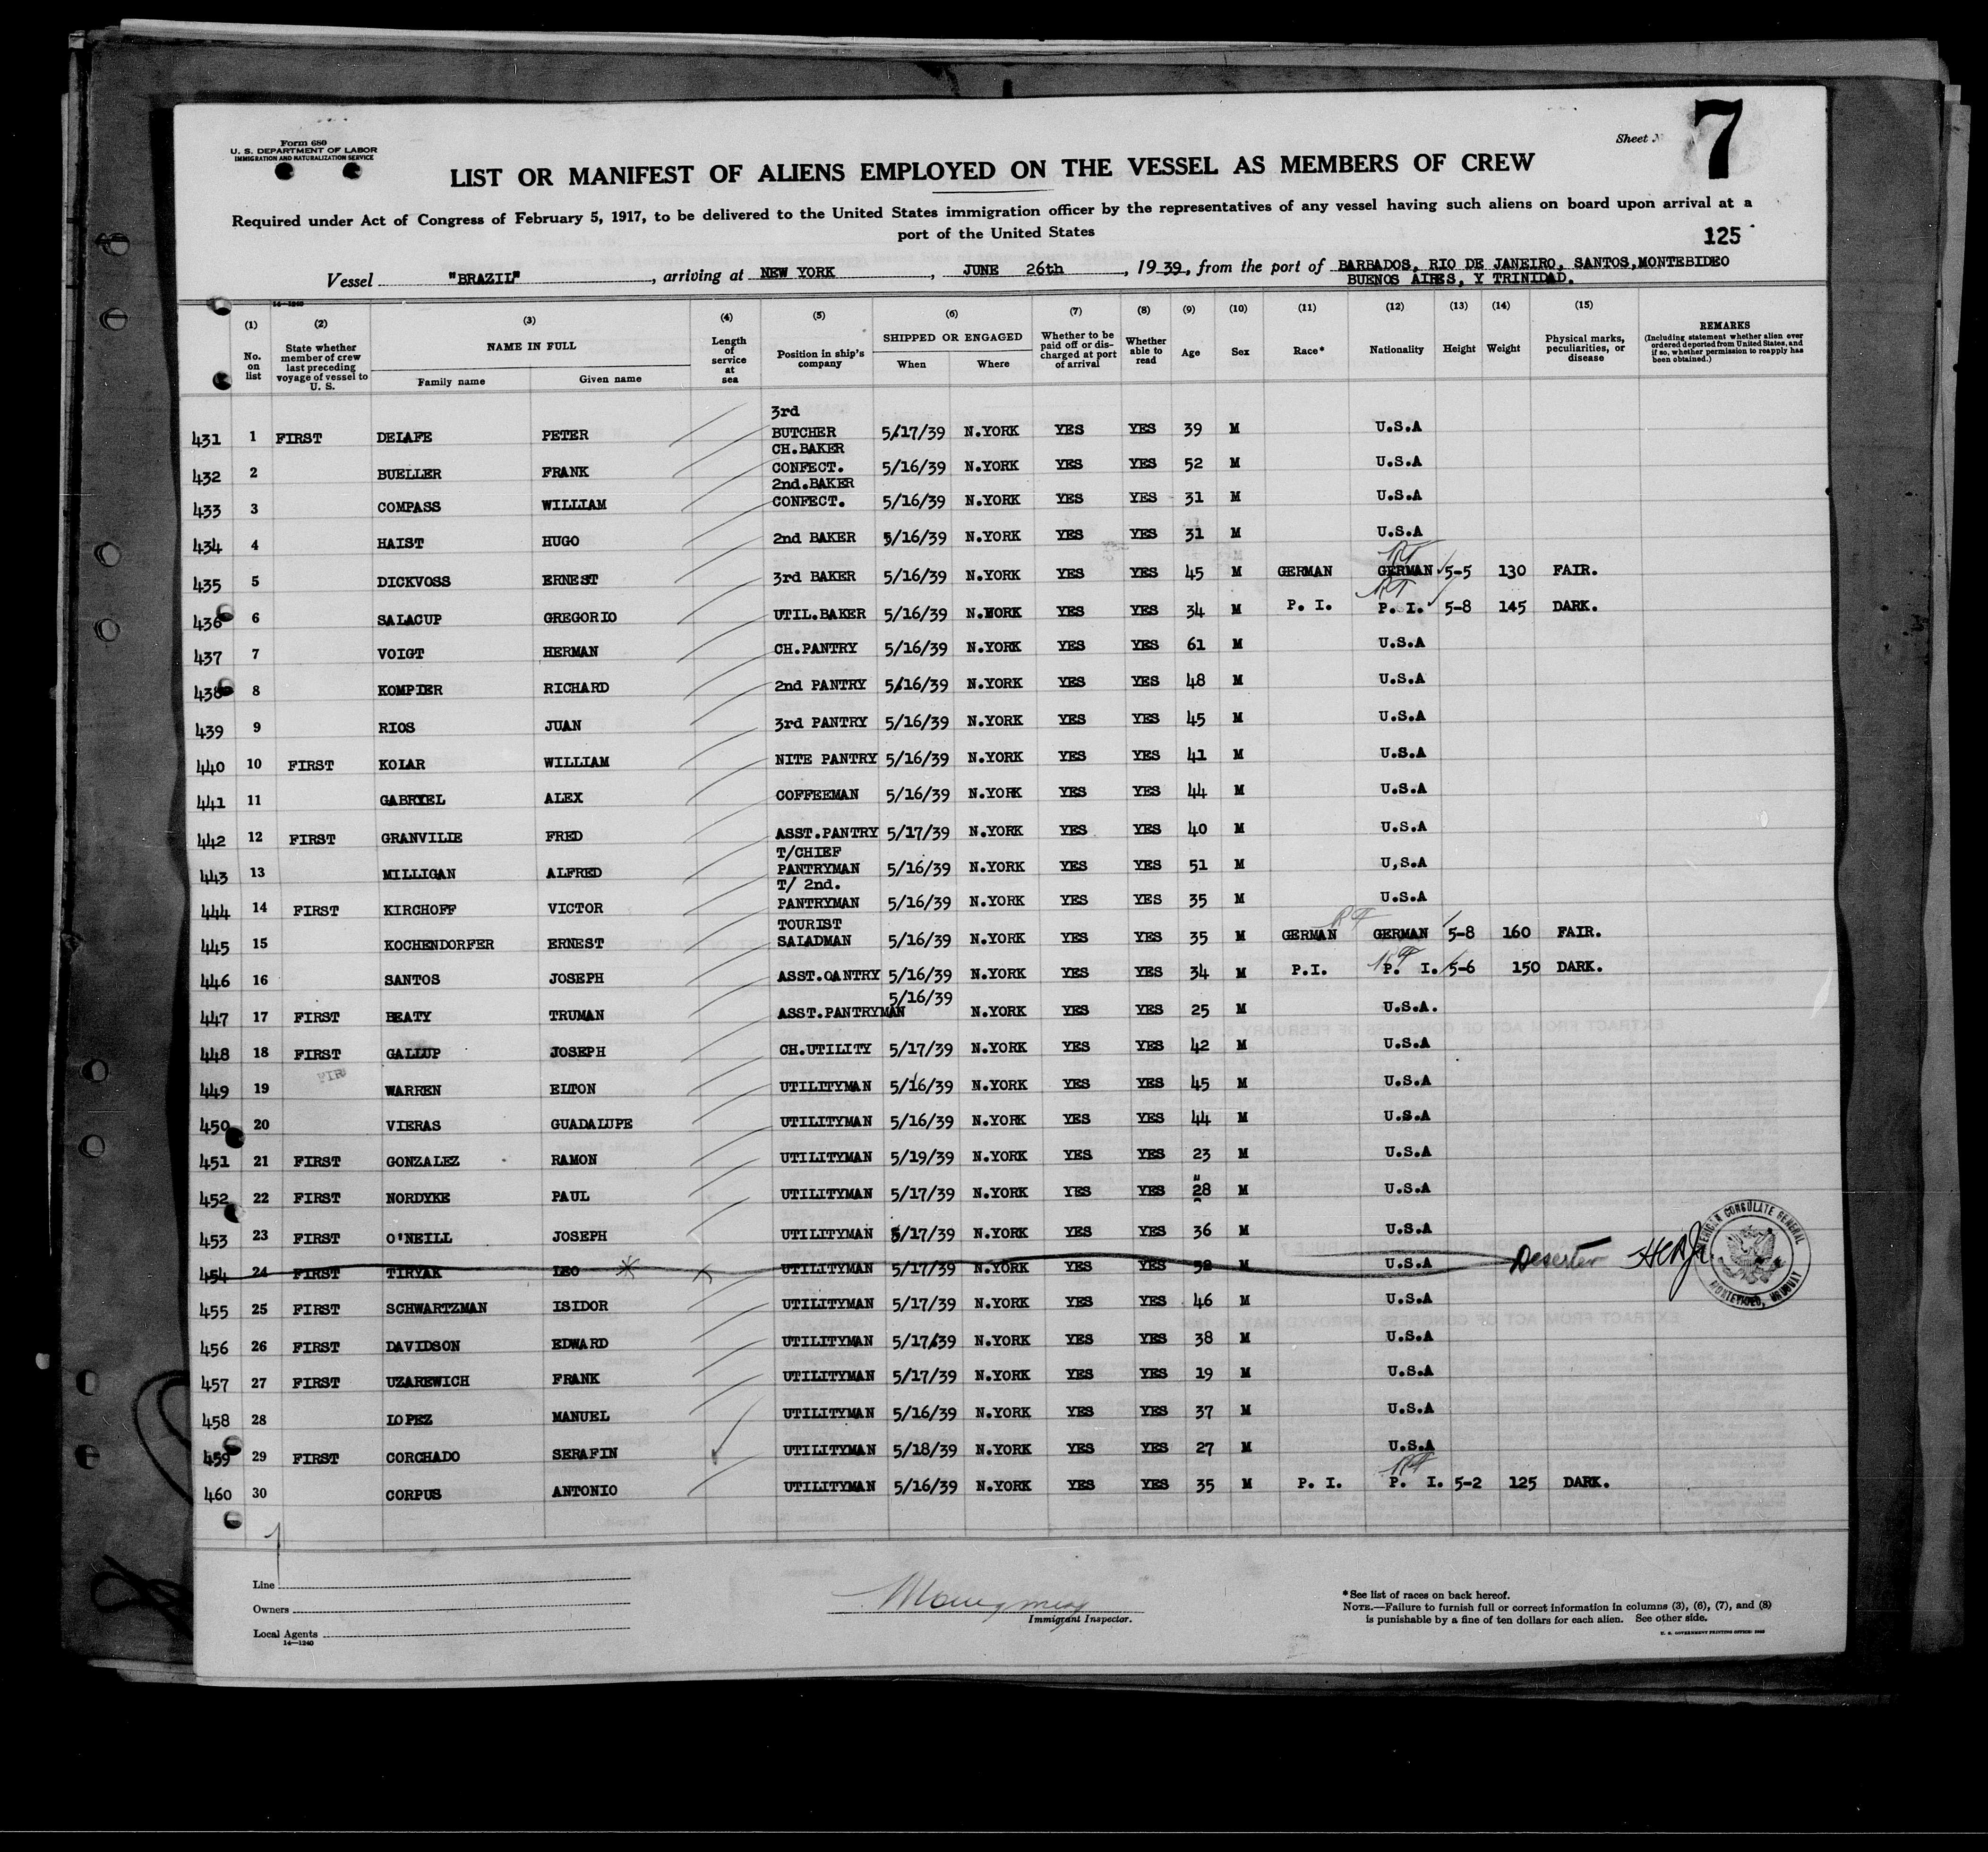 Form 680
U. S. DEPARTMENT OF LABOR
IMMIGRATION AND NATURALIZATION SERVICE
Sheet
7
LIST OR MANIFEST OF ALIENS EMPLOYED ON THE VESSEL AS MEMBERS OF CREW
Required under Act of Congress of February 5, 1917, to be delivered to the United States immigration officer by the representatives of any vessel having such aliens on board upon arrival at a
port of the United States
125
Vessel "BRAZIL", arriving at NEW YORK, JUNE 26th, 1939, from the port of BARBADOS, RIO DE JANEIRO, SANTOS, MONTEBIDEO
BUENOS AIRES, Y TRINIDAD.
14—1240
(1) (2) (3) (4) (5) (6) (7) (8) (9) (10) (11) (12) (13) (14) (15)
No. on list
State whether member of crew last preceding voyage of vessel to U. S.
NAME IN FULL
Family name
Given name
Length of service at sea
Position in ship's company
SHIPPED OR ENGAGED
When
Where
Whether to be paid off or discharged at port of arrival
Whether able to read
Age
Sex
Race*
Nationality
Height
Weight
Physical marks, peculiarities, or disease
REMARKS
(Including statement whether alien ever ordered deported from United States, and if so, whether permission to reapply has been obtained.)
431 1 FIRST DELAFE PETER 3rd BUTCHER 5/17/39 N.YORK YES YES 39 M U.S.A
432 2 BUELLER FRANK CH.BAKER CONFECT. 5/16/39 N.YORK YES YES 52 M U.S.A
433 3 COMPASS WILLIAM 2nd.BAKER CONFECT. 5/16/39 N.YORK YES YES 31 M U.S.A
434 4 HAIST HUGO 2nd BAKER 5/16/39 N.YORK YES YES 31 M U.S.A
435 5 DICKVOSS ERNEST 3rd BAKER 5/16/39 N.YORK YES YES 45 M GERMAN GERMAN 5-5 130 FAIR.
436 6 SALACUP GREGORIO UTIL.BAKER 5/16/39 N.WORK YES YES 34 M P. I. P. I. 5-8 145 DARK.
437 7 VOIGT HERMAN CH.PANTRY 5/16/39 N.YORK YES YES 61 M U.S.A
438 8 KOMPIER RICHARD 2nd PANTRY 5/16/39 N.YORK YES YES 48 M U.S.A
439 9 RIOS JUAN 3rd PANTRY 5/16/39 N.YORK YES YES 45 M U.S.A
440 10 FIRST KOLAR WILLIAM NITE PANTRY 5/16/39 N.YORK YES YES 41 M U.S.A
441 11 GABRYEL ALEX COFFEEMAN 5/16/39 N.YORK YES YES 44 M U.S.A
442 12 FIRST GRANVILLE FRED ASST.PANTRY 5/17/39 N.YORK YES YES 40 M U.S.A
443 13 MILLIGAN ALFRED T/CHIEF PANTRYMAN 5/16/39 N.YORK YES YES 51 M U,S.A
444 14 FIRST KIRCHOFF VICTOR T/ 2nd. PANTRYMAN 5/16/39 N.YORK YES YES 35 M U.S.A
445 15 KOCHENDORFER ERNEST TOURIST SALADMAN 5/16/39 N.YORK YES YES 35 M GERMAN GERMAN 5-8 160 FAIR.
446 16 SANTOS JOSEPH ASST.OANTRY 5/16/39 N.YORK YES YES 34 M P.I. P. I. 5-6 150 DARK.
447 17 FIRST BEATY TRUMAN ASST.PANTRYMAN 5/16/39 N.YORK YES YES 25 M U.S.A.
448 18 FIRST GALLUP JOSEPH CH.UTILITY 5/17/39 N.YORK YES YES 42 M U.S.A
449 19 FIR WARREN ELTON UTILITYMAN 5/16/39 N.YORK YES YES 45 M U.S.A
450 20 VIERAS GUADALUPE UTILITYMAN 5/16/39 N.YORK YES YES 44 M U.S.A
451 21 FIRST GONZALEZ RAMON UTILITYMAN 5/19/39 N.YORK YES YES 23 M U.S.A
452 22 FIRST NORDYKE PAUL UTILITYMAN 5/17/39 N.YORK YES YES 28 M U.S.A
453 23 FIRST O'NEILL JOSEPH UTILITYMAN 5/17/39 N.YORK YES YES 36 M U.S.A
454 24 FIRST TIRYAK LEO UTILITYMAN 5/17/39 N.YORK YES YES 52 M U.S.A Deserter
AMERICAN CONSULATE GENERAL
MONTEVIDEO, URUGUAY
455 25 FIRST SCHWARTZMAN ISIDOR UTILITYMAN 5/17/39 N.YORK YES YES 46 M U.S.A
456 26 FIRST DAVIDSON EDWARD UTILITYMAN 5/17/39 N.YORK YES YES 38 M U.S.A
457 27 FIRST UZAREWICH FRANK UTILITYMAN 5/17/39 N.YORK YES YES 19 M U.S.A
458 28 LOPEZ MANUEL UTILITYMAN 5/16/39 N.YORK YES YES 37 M U.S.A
459 29 FIRST CORCHADO SERAFIN UTILITYMAN 5/18/39 N.YORK YES YES 27 M U.S.A
460 30 CORPUS ANTONIO UTILITYMAN 5/16/39 N.YORK YES YES 35 M P. I. P. I. 5-2 125 DARK.
Line
Owners
Local Agents
14—1240
Immigrant Inspector.
*See list of races on back hereof.
NOTE.—Failure to furnish full or correct information in columns (3), (6), (7), and (8)
is punishable by a fine of ten dollars for each alien. See other side.